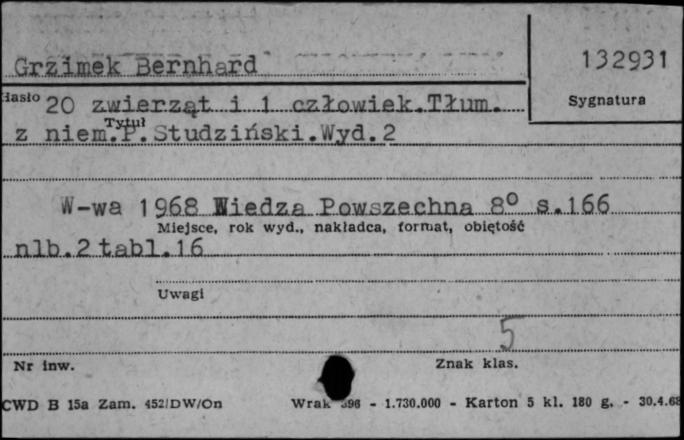 Grzimek Bernhard
132931
Hasło
20 zwierząt i 1 człowiek.Tłum.
Sygnatura
Tytuł
z niem.P.Studziński.Wyd.2
W-wa 1968 Wiedza Powszechna 8° s.166
Miejsce, rok wyd., nakładca, format, objętość
nlb.2 tabl.16
Uwagi
5
Nr inw.
Znak klas.
CWD B 15a Zam. 452/DW/On
Wrak - 1.730.000 - Karton 5 kl. 180 g. - 30.4.68